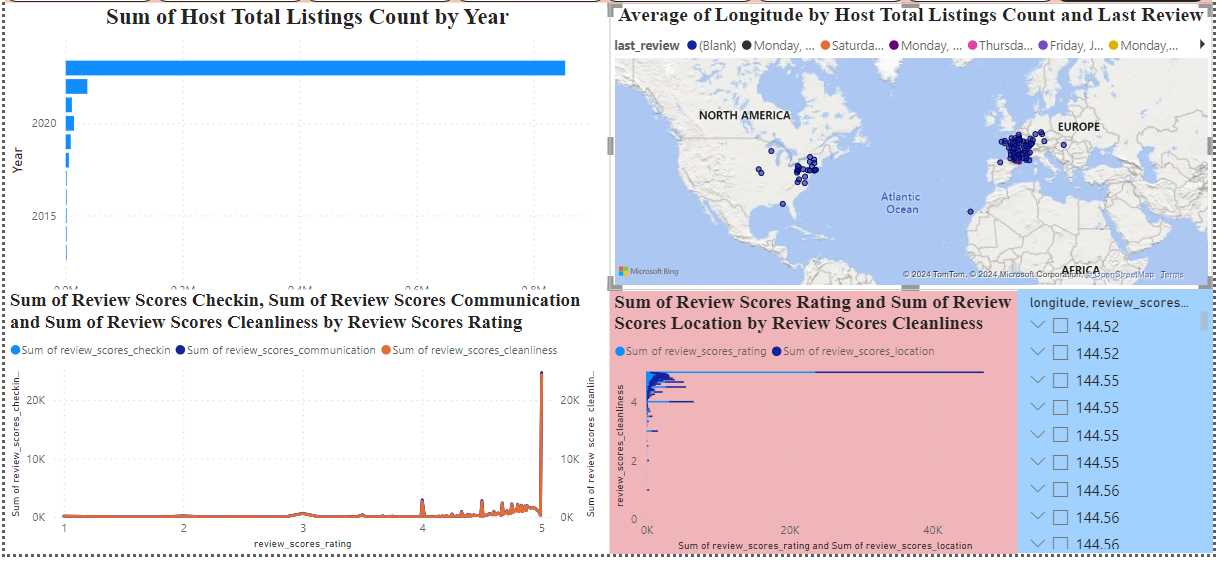 Sum of Host Total Listings Count by Year
Year
2020
2015
Average of Longitude by Host Total Listings Count and Last Review
last_review (Blank) Monday, ... Saturda... Monday, ... Thursda... Friday, J... Monday,...
NORTH AMERICA
EUROPE
Atlantic
Ocean
AFRICA
Microsoft Bing
© 2024 TomTom, © 2024 Microsoft Corporation, © OpenStreetMap Terms
Sum of Review Scores Checkin, Sum of Review Scores Communication
and Sum of Review Scores Cleanliness by Review Scores Rating
Sum of review_scores_checkin Sum of review_scores_communication Sum of review_scores_cleanliness
Sum of review_scores_checkin...
20K
10K
0K
1 2 3 4 5
review_scores_rating
20K
10K
0K
Sum of review_scores_cleanlin...
Sum of Review Scores Rating and Sum of Review
Scores Location by Review Scores Cleanliness
Sum of review_scores_rating Sum of review_scores_location
review_scores_cleanliness
4
2
0
0K 20K 40K
Sum of review_scores_rating and Sum of review_scores_location
longitude, review_scores...
144.52
144.52
144.55
144.55
144.55
144.55
144.56
144.56
144.56